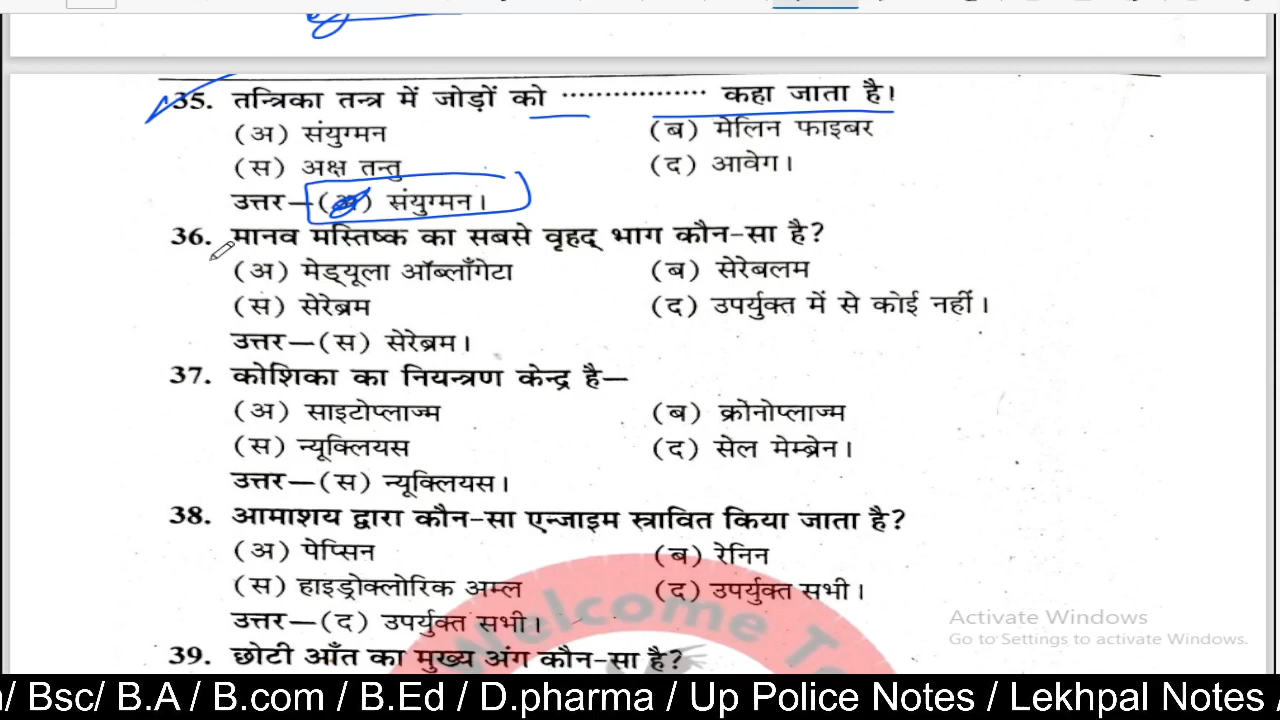 35. तन्त्रिका तन्त्र में जोड़ों को .................. कहा जाता है।
(अ) संयुग्मन (ब) मेलिन फाइबर
(स) अक्ष तन्तु (द) आवेग।
उत्तर—(अ) संयुग्मन।
36. मानव मस्तिष्क का सबसे वृहद् भाग कौन-सा है?
(अ) मेड्यूला ऑब्लाँगेटा (ब) सेरेबलम
(स) सेरेब्रम (द) उपर्युक्त में से कोई नहीं।
उत्तर—(स) सेरेब्रम।
37. कोशिका का नियन्त्रण केन्द्र है—
(अ) साइटोप्लाज्म (ब) क्रोनोप्लाज्म
(स) न्यूक्लियस (द) सेल मेम्ब्रेन।
उत्तर—(स) न्यूक्लियस।
38. आमाशय द्वारा कौन-सा एन्जाइम स्त्रावित किया जाता है?
(अ) पेप्सिन (ब) रेनिन
(स) हाइड्रोक्लोरिक अम्ल (द) उपर्युक्त सभी।
उत्तर—(द) उपर्युक्त सभी।
Welcome To
Activate Windows
Go to Settings to activate Windows.
39. छोटी आँत का मुख्य अंग कौन-सा है?
/ Bsc/ B.A / B.com / B.Ed / D.pharma / Up Police Notes / Lekhpal Notes /